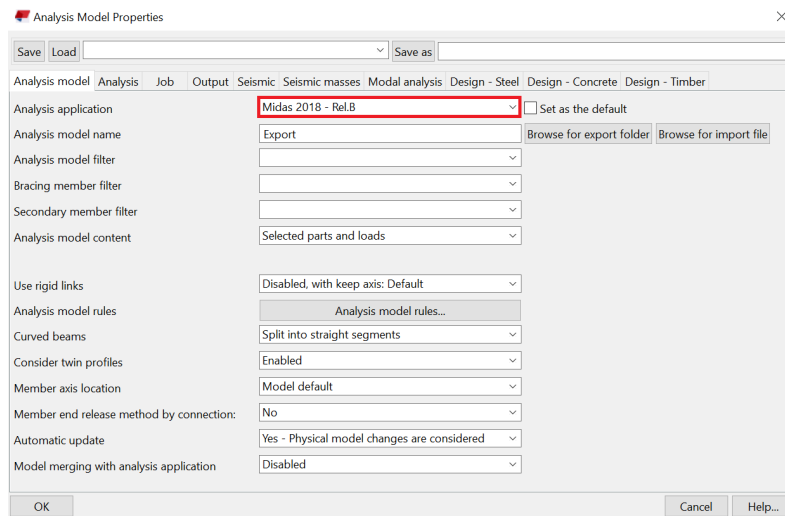 Analysis Model Properties
Save Load Save as
Analysis model Analysis Job Output Seismic Seismic masses Modal analysis Design - Steel Design - Concrete Design - Timber
Analysis application Midas 2018 - Rel.B Set as the default
Analysis model name Export Browse for export folder Browse for import file
Analysis model filter
Bracing member filter
Secondary member filter
Analysis model content Selected parts and loads
Use rigid links Disabled, with keep axis: Default
Analysis model rules Analysis model rules...
Curved beams Split into straight segments
Consider twin profiles Enabled
Member axis location Model default
Member end release method by connection: No
Automatic update Yes - Physical model changes are considered
Model merging with analysis application Disabled
OK Cancel Help...